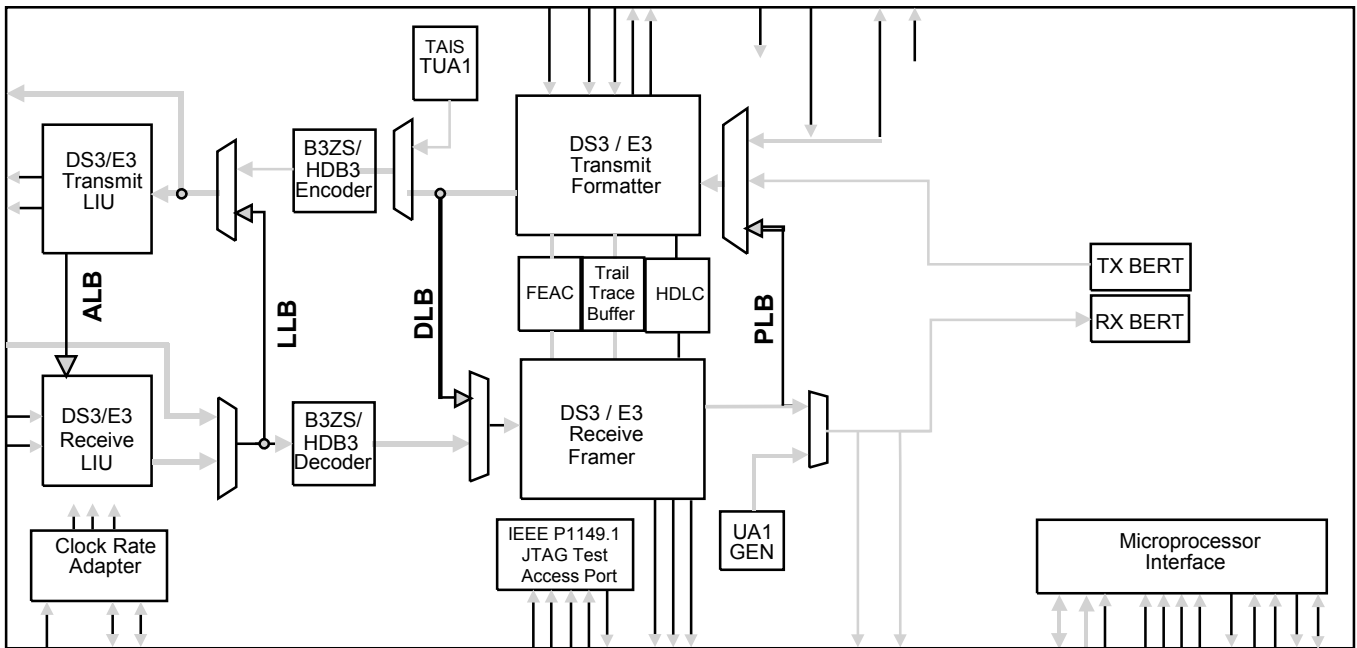 TAIS
TUA1
DS3/E3
Transmit
LIU
B3ZS/
HDB3
Encoder
DS3 / E3
Transmit
Formatter
FEAC
Trail
Trace
Buffer
HDLC
TX BERT
RX BERT
ALB
LLB
DLB
PLB
DS3/E3
Receive
LIU
B3ZS/
HDB3
Decoder
DS3 / E3
Receive
Framer
Clock Rate
Adapter
IEEE P1149.1
JTAG Test
Access Port
UA1
GEN
Microprocessor
Interface